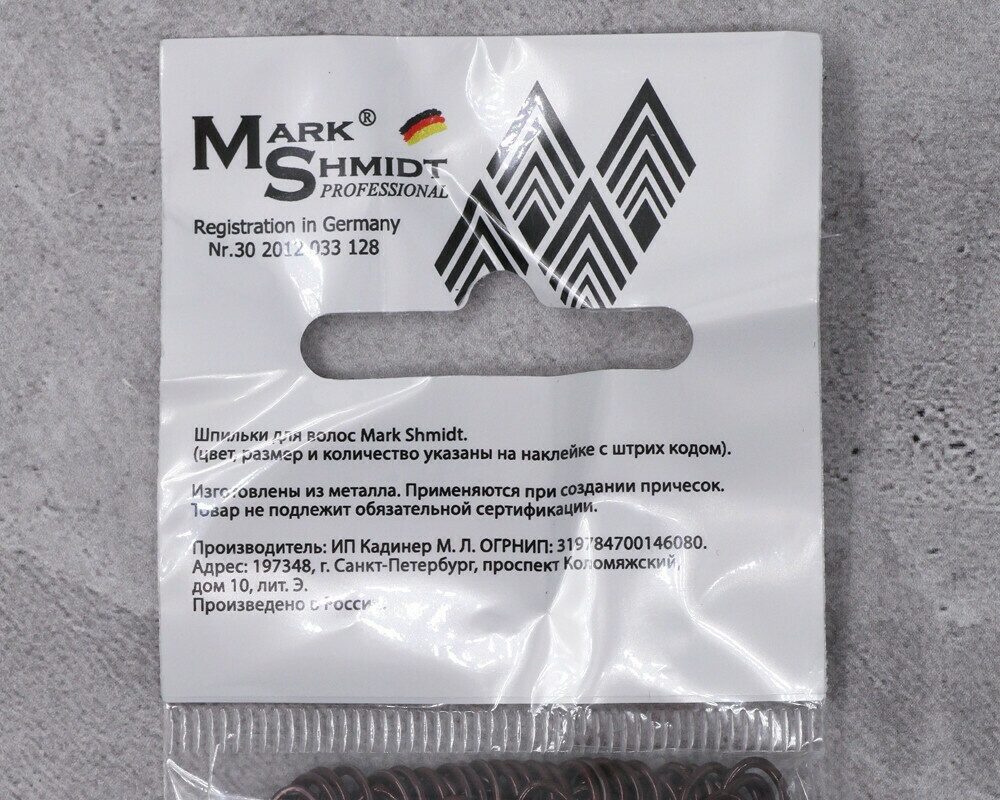 MARK®
SHMIDT
PROFESSIONAL
Registration in Germany
Nr.30 2012 033 128
Шпильки для волос Mark Shmidt.
(цвет, размер и количество указаны на наклейке с штрих кодом).
Изготовлены из металла. Применяются при создании причесок.
Товар не подлежит обязательной сертификации.
Производитель: ИП Кадинер М. Л. ОГРНИП: 319784700146080.
Адрес: 197348, г. Санкт-Петербург, проспект Коломяжский,
дом 10, лит. Э.
Произведено в России.